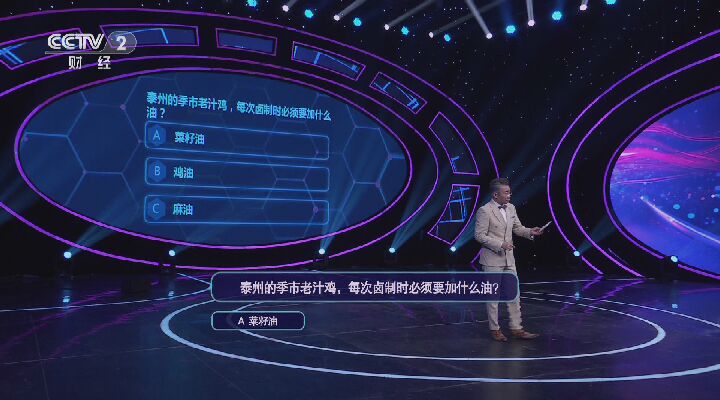 CCTV 2
财 经
泰州的季市老汁鸡，每次卤制时必须要加什么
油？
A 菜籽油
B 鸡油
C 麻油
泰州的季市老汁鸡，每次卤制时必须要加什么油？
A 菜籽油